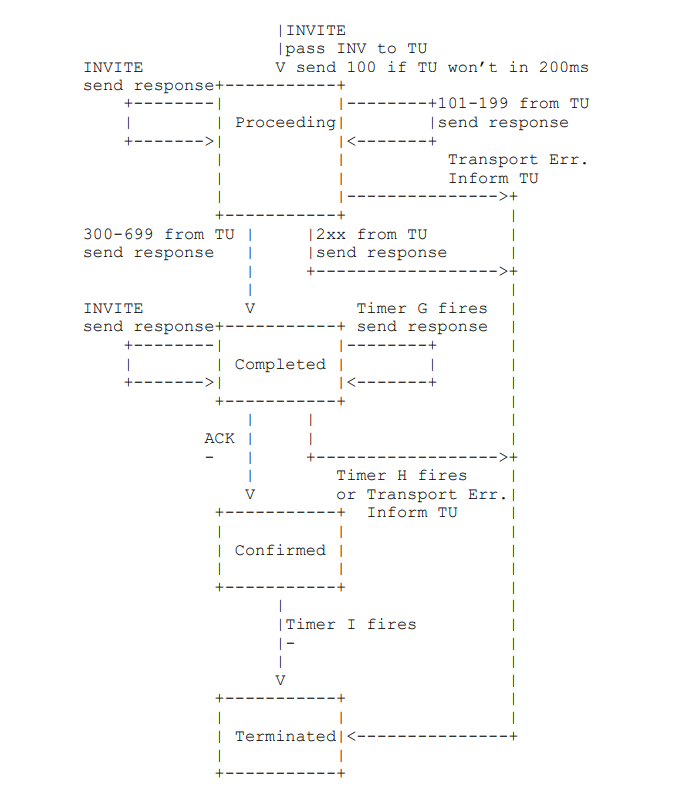 |INVITE
|pass INV to TU
INVITE V send 100 if TU won't in 200ms
send response+-----------+
+--------| |--------+101-199 from TU
| | Proceeding| |send response
+------->| |<-------+
| | Transport Err.
| | Inform TU
| |--------------->+
+-----------+ |
300-699 from TU | |2xx from TU |
send response | |send response |
| +------------------>+
| |
INVITE V Timer G fires |
send response+-----------+ send response |
+--------| |--------+ |
| | Completed | | |
+------->| |<-------+ |
+-----------+ |
| | |
ACK | | |
- | +------------------>+
| Timer H fires |
V or Transport Err.|
+-----------+ Inform TU |
| | |
| Confirmed | |
| | |
+-----------+ |
| |
|Timer I fires |
|- |
| |
V |
+-----------+ |
| | |
| Terminated|<---------------+
| |
+-----------+